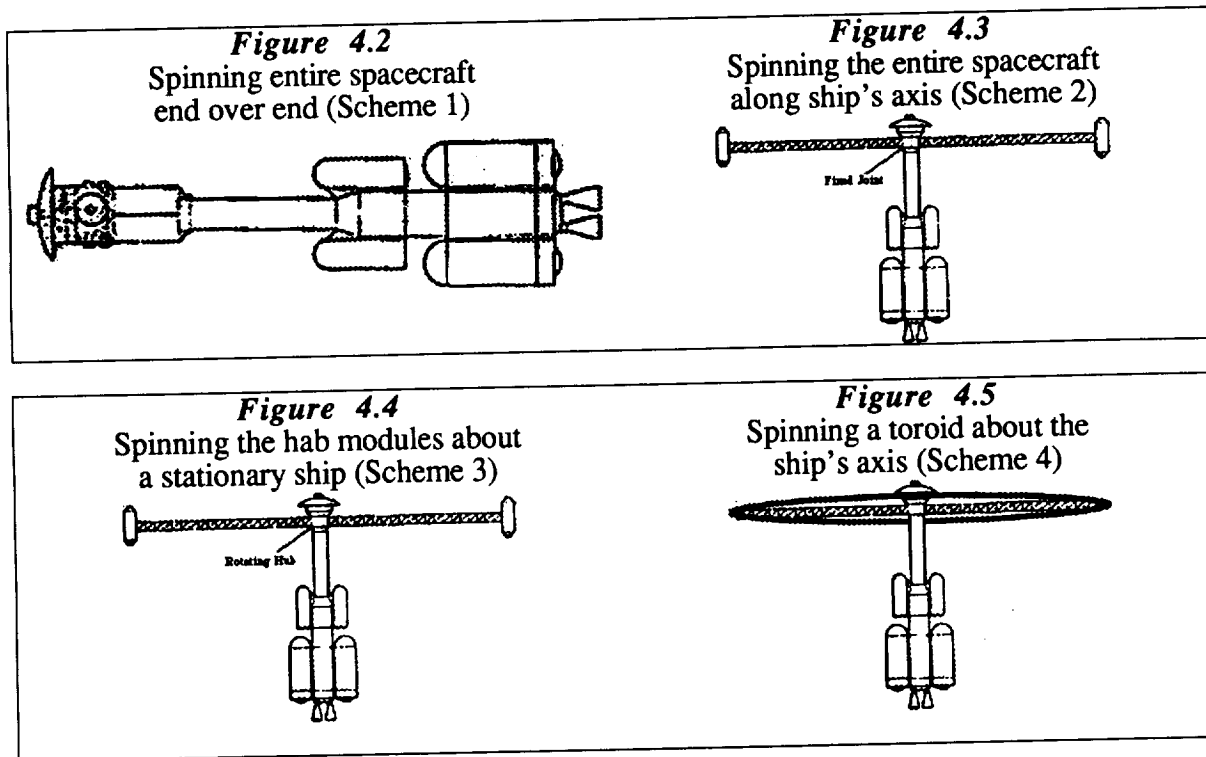 Figure 4.2
Spinning entire spacecraft
end over end (Scheme 1)
Figure 4.3
Spinning the entire spacecraft
along ship's axis (Scheme 2)
Fixed Joint
Figure 4.4
Spinning the hab modules about
a stationary ship (Scheme 3)
Rotating Hub
Figure 4.5
Spinning a toroid about the
ship's axis (Scheme 4)